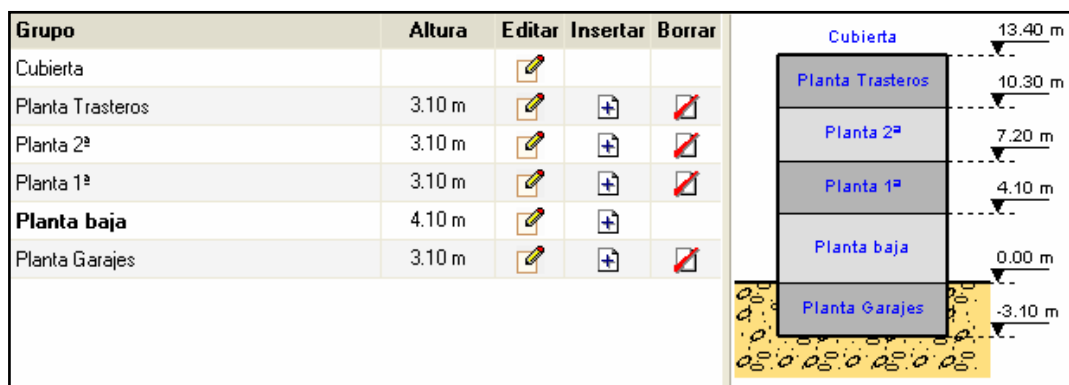 Grupo Altura Editar Insertar Borrar
Cubierta
Planta Trasteros 3.10 m
Planta 2ª 3.10 m
Planta 1ª 3.10 m
Planta baja 4.10 m
Planta Garajes 3.10 m
Cubierta 13.40 m
Planta Trasteros 10.30 m
Planta 2ª 7.20 m
Planta 1ª 4.10 m
Planta baja 0.00 m
Planta Garajes -3.10 m